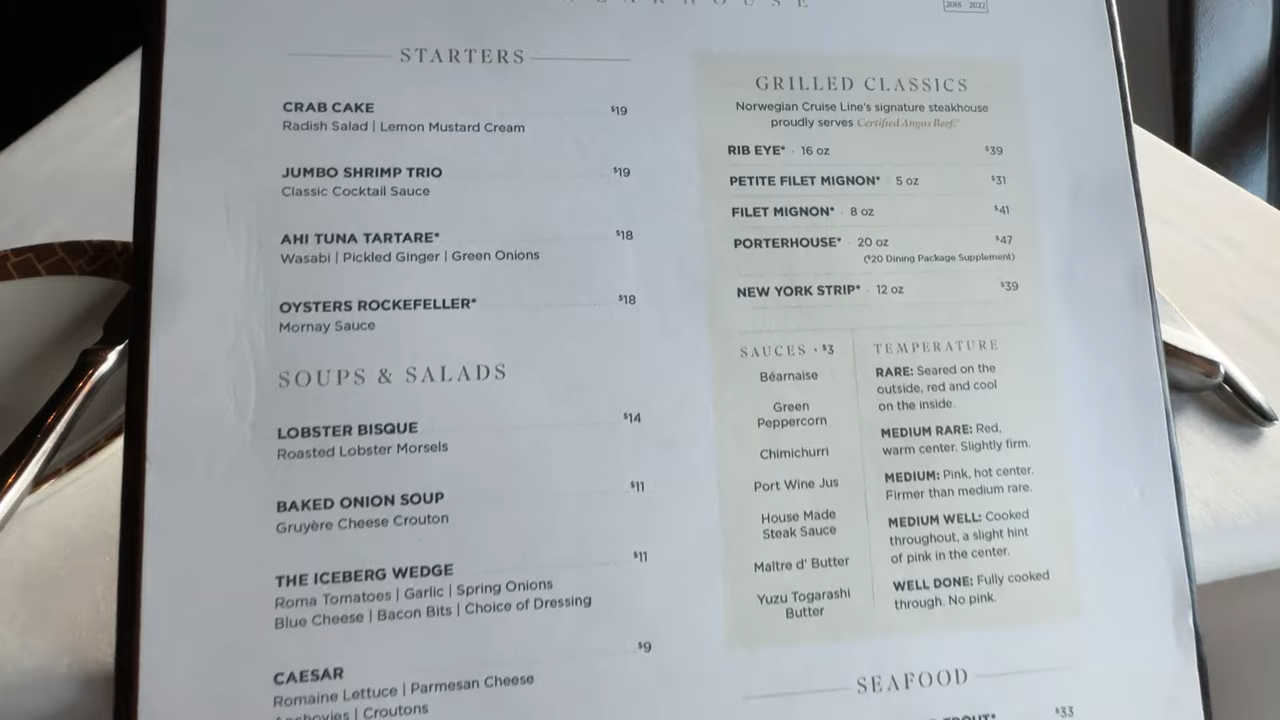 2018 - 2022
STARTERS
CRAB CAKE $19
Radish Salad | Lemon Mustard Cream
JUMBO SHRIMP TRIO $19
Classic Cocktail Sauce
AHI TUNA TARTARE* $18
Wasabi | Pickled Ginger | Green Onions
OYSTERS ROCKEFELLER* $18
Mornay Sauce
SOUPS & SALADS
LOBSTER BISQUE $14
Roasted Lobster Morsels
BAKED ONION SOUP $11
Gruyère Cheese Crouton
THE ICEBERG WEDGE $11
Roma Tomatoes | Garlic | Spring Onions
Blue Cheese | Bacon Bits | Choice of Dressing
CAESAR $9
Romaine Lettuce | Parmesan Cheese
Anchovies | Croutons
GRILLED CLASSICS
Norwegian Cruise Line's signature steakhouse
proudly serves Certified Angus Beef.®
RIB EYE* · 16 oz $39
PETITE FILET MIGNON* · 5 oz $31
FILET MIGNON* · 8 oz $41
PORTERHOUSE* · 20 oz $47
($20 Dining Package Supplement)
NEW YORK STRIP* · 12 oz $39
SAUCES · $3
Béarnaise
Green
Peppercorn
Chimichurri
Port Wine Jus
House Made
Steak Sauce
Maître d' Butter
Yuzu Togarashi
Butter
TEMPERATURE
RARE: Seared on the
outside, red and cool
on the inside.
MEDIUM RARE: Red,
warm center. Slightly firm.
MEDIUM: Pink, hot center.
Firmer than medium rare.
MEDIUM WELL: Cooked
throughout, a slight hint
of pink in the center.
WELL DONE: Fully cooked
through. No pink.
SEAFOOD
$33